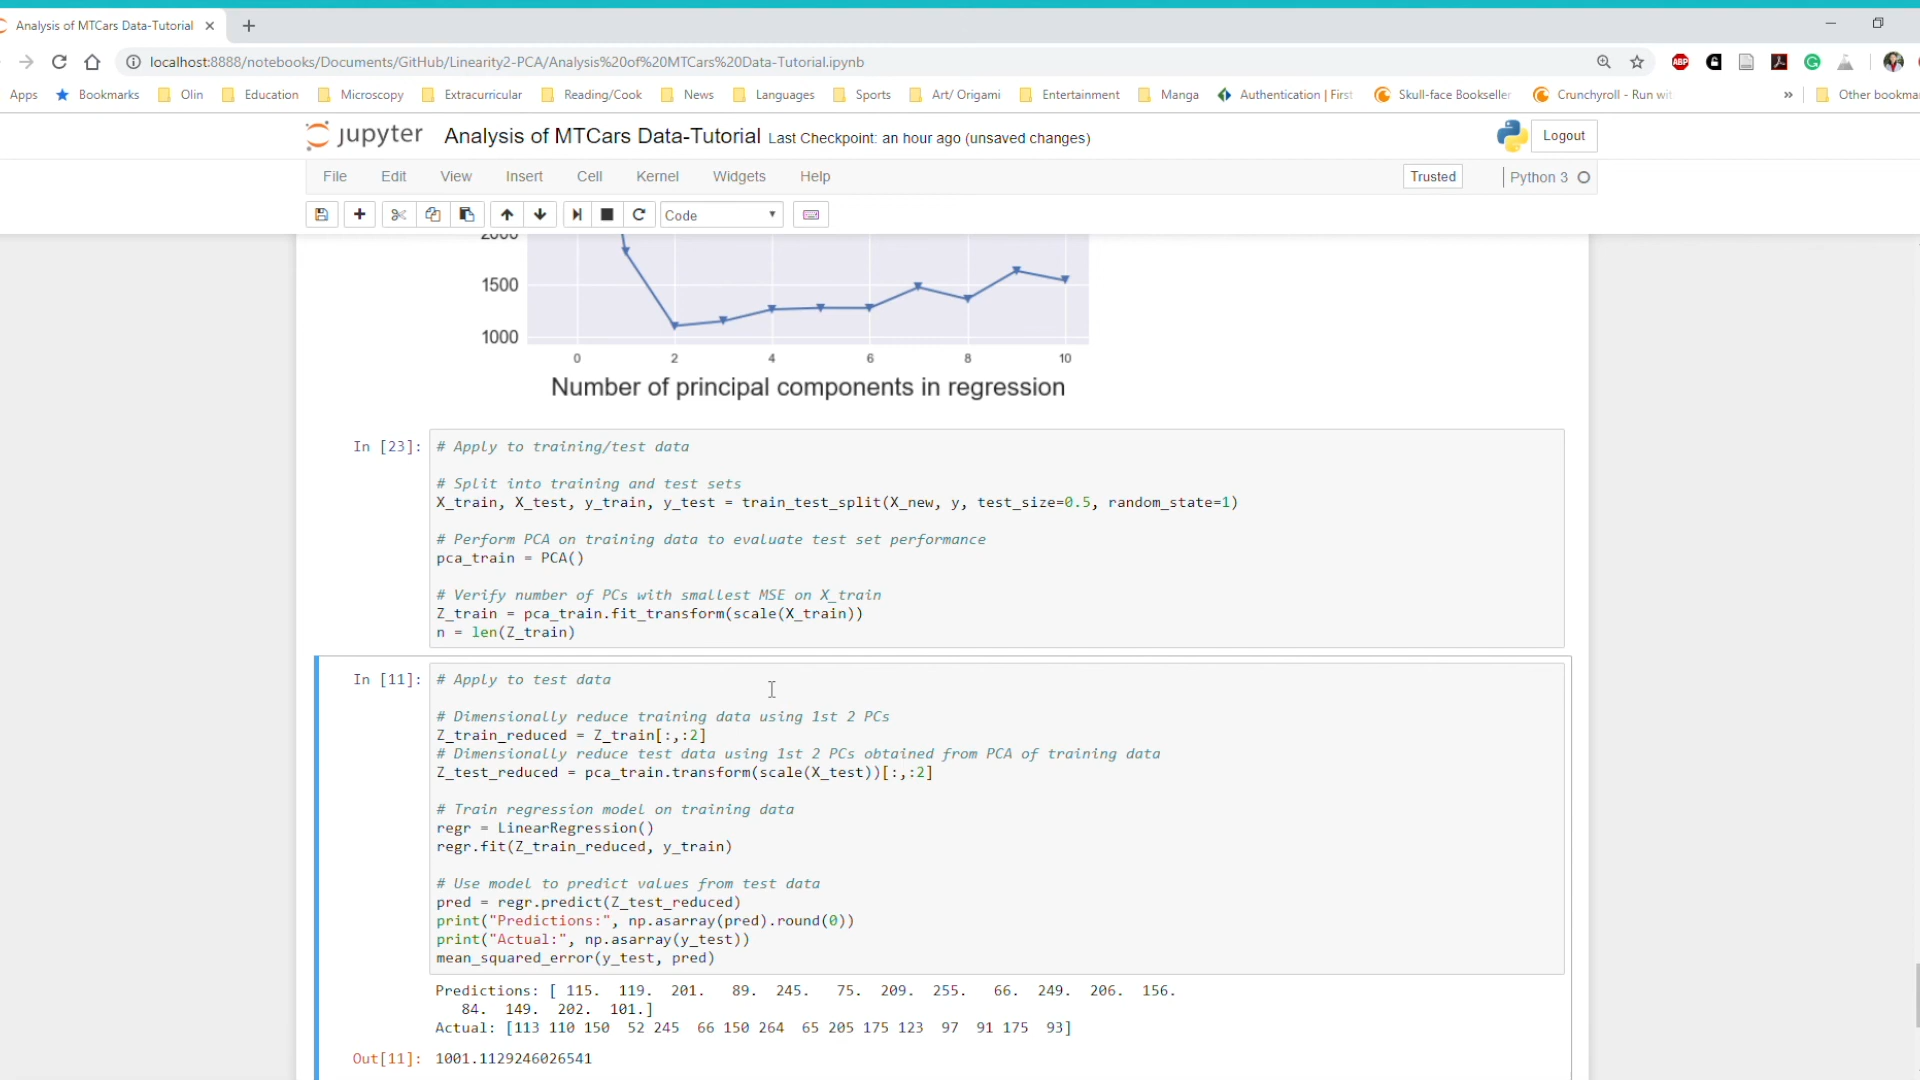 Analysis of MTCars Data-Tutorial
localhost:8888/notebooks/Documents/GitHub/Linearity2-PCA/Analysis%20of%20MTCars%20Data-Tutorial.ipynb
ABP
Apps Bookmarks Olin Education Microscopy Extracurricular Reading/Cook News Languages Sports Art/ Origami Entertainment Manga Authentication | First Skull-face Bookseller Crunchyroll - Run wit » Other bookma
jupyter Analysis of MTCars Data-Tutorial Last Checkpoint: an hour ago (unsaved changes) Logout
File Edit View Insert Cell Kernel Widgets Help Trusted Python 3
Code
2000
1500
1000
0 2 4 6 8 10
Number of principal components in regression
In [23]: # Apply to training/test data
# Split into training and test sets
X_train, X_test, y_train, y_test = train_test_split(X_new, y, test_size=0.5, random_state=1)
# Perform PCA on training data to evaluate test set performance
pca_train = PCA()
# Verify number of PCs with smallest MSE on X_train
Z_train = pca_train.fit_transform(scale(X_train))
n = len(Z_train)
In [11]: # Apply to test data
# Dimensionally reduce training data using 1st 2 PCs
Z_train_reduced = Z_train[:,:2]
# Dimensionally reduce test data using 1st 2 PCs obtained from PCA of training data
Z_test_reduced = pca_train.transform(scale(X_test))[:,:2]
# Train regression model on training data
regr = LinearRegression()
regr.fit(Z_train_reduced, y_train)
# Use model to predict values from test data
pred = regr.predict(Z_test_reduced)
print("Predictions:", np.asarray(pred).round(0))
print("Actual:", np.asarray(y_test))
mean_squared_error(y_test, pred)
Predictions: [ 115. 119. 201. 89. 245. 75. 209. 255. 66. 249. 206. 156.
84. 149. 202. 101.]
Actual: [113 110 150 52 245 66 150 264 65 205 175 123 97 91 175 93]
Out[11]: 1001.1129246026541